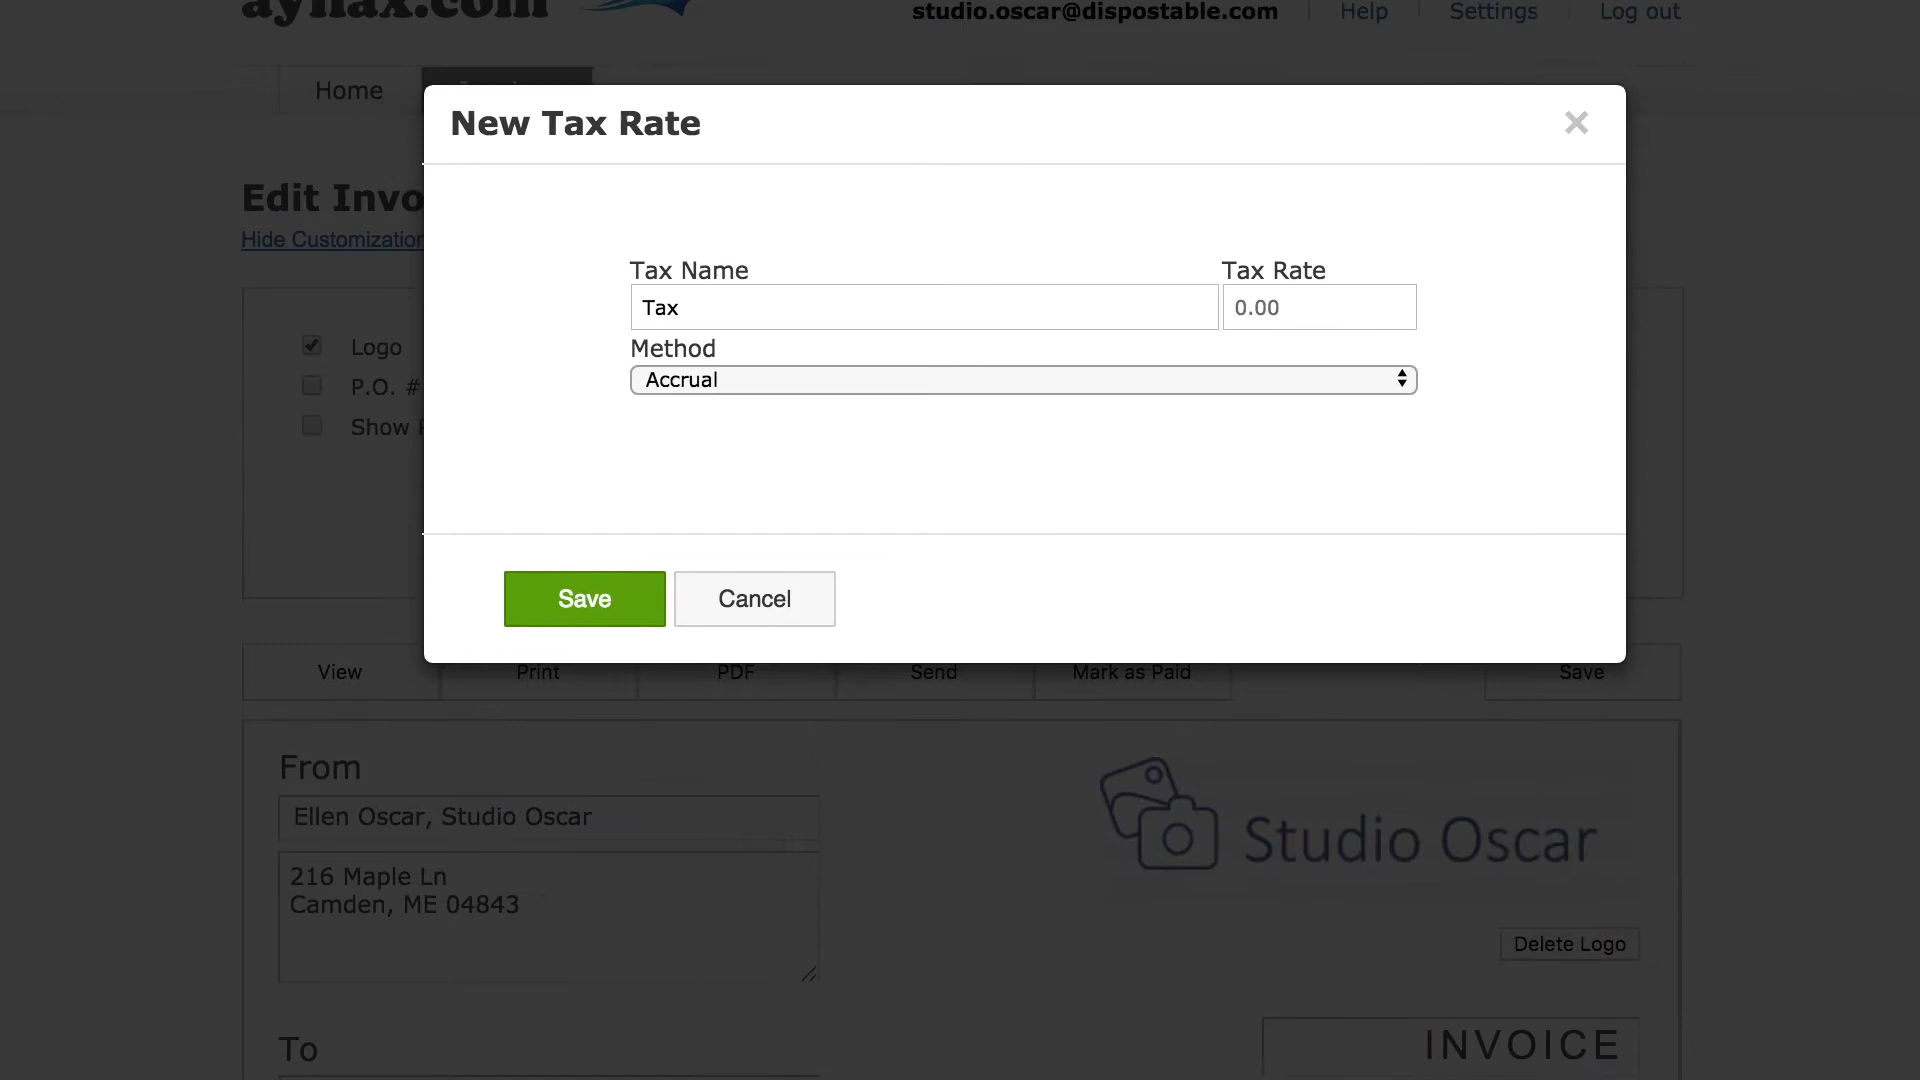 aynax.com
studio.oscar@dispostable.com Help Settings Log out
Home
New Tax Rate
Edit Invo
Hide Customization
Tax Name Tax Rate
Tax 0.00
Method
Accrual
Logo
P.O. #
Show
Save Cancel
View Print PDF Send Mark as Paid Save
From
Ellen Oscar, Studio Oscar
Studio Oscar
216 Maple Ln
Camden, ME 04843
Delete Logo
To
INVOICE